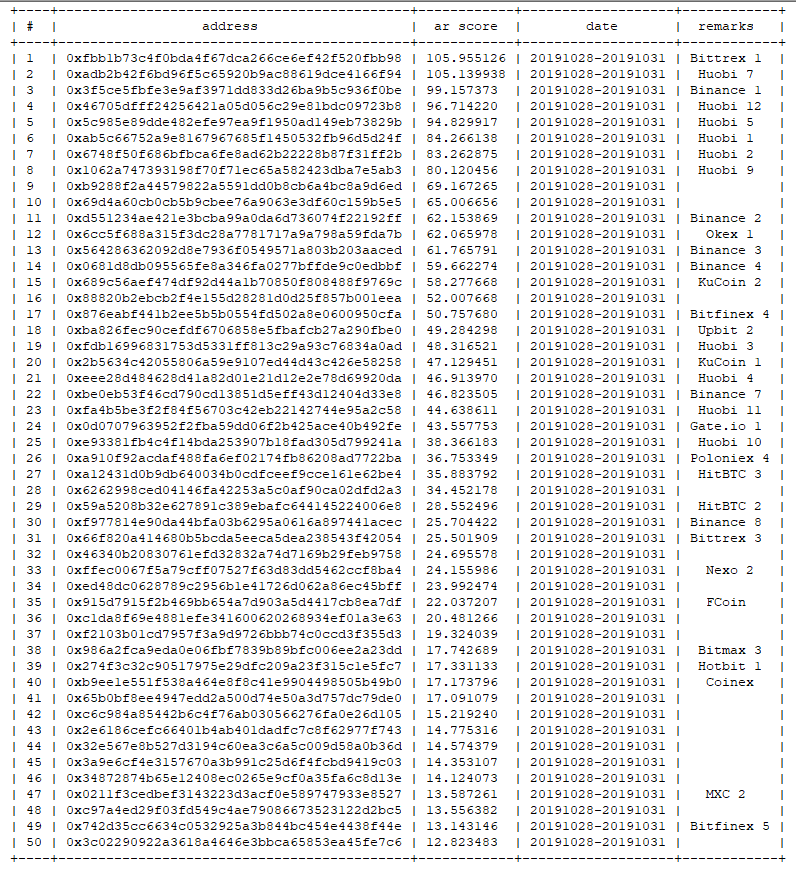 # address ar score date remarks
1 0xfbb1b73c4f0bda4f67dca266ce6ef42f520fbb98 105.955126 20191028-20191031 Bittrex 1
2 0xadb2b42f6bd96f5c65920b9ac88619dce4166f94 105.139938 20191028-20191031 Huobi 7
3 0x3f5ce5fbfe3e9af3971dd833d26ba9b5c936f0be 99.157373 20191028-20191031 Binance 1
4 0x46705dfff24256421a05d056c29e81bdc09723b8 96.714220 20191028-20191031 Huobi 12
5 0x5c985e89dde482efe97ea9f1950ad149eb73829b 94.829917 20191028-20191031 Huobi 5
6 0xab5c66752a9e8167967685f1450532fb96d5d24f 84.266138 20191028-20191031 Huobi 1
7 0x6748f50f686bfbca6fe8ad62b22228b87f31ff2b 83.262875 20191028-20191031 Huobi 2
8 0x1062a747393198f70f71ec65a582423dba7e5ab3 80.120456 20191028-20191031 Huobi 9
9 0xb9288f2a44579822a5591dd0b8cb6a4bc8a9d6ed 69.167265 20191028-20191031
10 0x69d4a60cb0cb5b9cbee76a9063e3df60c159b5e5 65.006656 20191028-20191031
11 0xd551234ae421e3bcba99a0da6d736074f22192ff 62.153869 20191028-20191031 Binance 2
12 0x6cc5f688a315f3dc28a7781717a9a798a59fda7b 62.065978 20191028-20191031 Okex 1
13 0x564286362092d8e7936f0549571a803b203aaced 61.765791 20191028-20191031 Binance 3
14 0x0681d8db095565fe8a346fa0277bffde9c0edbbf 59.662274 20191028-20191031 Binance 4
15 0x689c56aef474df92d44a1b70850f808488f9769c 58.277668 20191028-20191031 KuCoin 2
16 0x88820b2ebcb2f4e155d28281d0d25f857b001eea 52.007668 20191028-20191031
17 0x876eabf441b2ee5b5b0554fd502a8e0600950cfa 50.757680 20191028-20191031 Bitfinex 4
18 0xba826fec90cefdf6706858e5fbafcb27a290fbe0 49.284298 20191028-20191031 Upbit 2
19 0xfdb16996831753d5331ff813c29a93c76834a0ad 48.316521 20191028-20191031 Huobi 3
20 0x2b5634c42055806a59e9107ed44d43c426e58258 47.129451 20191028-20191031 KuCoin 1
21 0xeee28d484628d41a82d01e21d12e2e78d69920da 46.913970 20191028-20191031 Huobi 4
22 0xbe0eb53f46cd790cd13851d5eff43d12404d33e8 46.823505 20191028-20191031 Binance 7
23 0xfa4b5be3f2f84f56703c42eb22142744e95a2c58 44.638611 20191028-20191031 Huobi 11
24 0x0d0707963952f2fba59dd06f2b425ace40b492fe 43.557753 20191028-20191031 Gate.io 1
25 0xe93381fb4c4f14bda253907b18fad305d799241a 38.366183 20191028-20191031 Huobi 10
26 0xa910f92acdaf488fa6ef02174fb86208ad7722ba 36.753349 20191028-20191031 Poloniex 4
27 0xa12431d0b9db640034b0cdfceef9cce161e62be4 35.883792 20191028-20191031 HitBTC 3
28 0x6262998ced04146fa42253a5c0af90ca02dfd2a3 34.452178 20191028-20191031
29 0x59a5208b32e627891c389ebafc644145224006e8 28.552496 20191028-20191031 HitBTC 2
30 0xf977814e90da44bfa03b6295a0616a897441acec 25.704422 20191028-20191031 Binance 8
31 0x66f820a414680b5bcda5eeca5dea238543f42054 25.501909 20191028-20191031 Bittrex 3
32 0x46340b20830761efd32832a74d7169b29feb9758 24.695578 20191028-20191031
33 0xffec0067f5a79cff07527f63d83dd5462ccf8ba4 24.155986 20191028-20191031 Nexo 2
34 0xed48dc0628789c2956b1e41726d062a86ec45bff 23.992474 20191028-20191031
35 0x915d7915f2b469bb654a7d903a5d4417cb8ea7df 22.037207 20191028-20191031 FCoin
36 0xc1da8f69e4881efe341600620268934ef01a3e63 20.481266 20191028-20191031
37 0xf2103b01cd7957f3a9d9726bbb74c0ccd3f355d3 19.324039 20191028-20191031
38 0x986a2fca9eda0e06fbf7839b89bfc006ee2a23dd 17.742689 20191028-20191031 Bitmax 3
39 0x274f3c32c90517975e29dfc209a23f315c1e5fc7 17.331133 20191028-20191031 Hotbit 1
40 0xb9ee1e551f538a464e8f8c41e9904498505b49b0 17.173796 20191028-20191031 Coinex
41 0x65b0bf8ee4947edd2a500d74e50a3d757dc79de0 17.091079 20191028-20191031
42 0xc6c984a85442b6c4f76ab030566276fa0e26d105 15.219240 20191028-20191031
43 0x2e6186cefc66401b4ab401dadfc7c8f62977f743 14.775316 20191028-20191031
44 0x32e567e8b527d3194c60ea3c6a5c009d58a0b36d 14.574379 20191028-20191031
45 0x3a9e6cf4e3157670a3b991c25d6f4fcbd9419c03 14.353107 20191028-20191031
46 0x34872874b65e12408ec0265e9cf0a35fa6c8d13e 14.124073 20191028-20191031
47 0x0211f3cedbef3143223d3acf0e589747933e8527 13.587261 20191028-20191031 MXC 2
48 0xc97a4ed29f03fd549c4ae79086673523122d2bc5 13.556382 20191028-20191031
49 0x742d35cc6634c0532925a3b844bc454e4438f44e 13.143146 20191028-20191031 Bitfinex 5
50 0x3c02290922a3618a4646e3bbca65853ea45fe7c6 12.823483 20191028-20191031